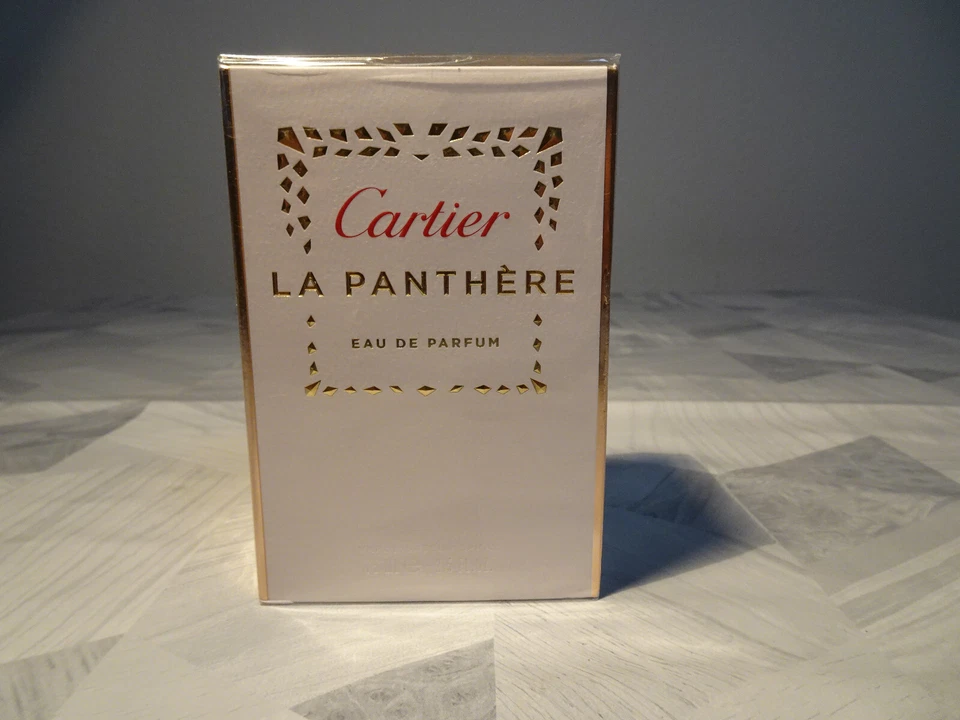 Cartier
LA PANTHÈRE
EAU DE PARFUM